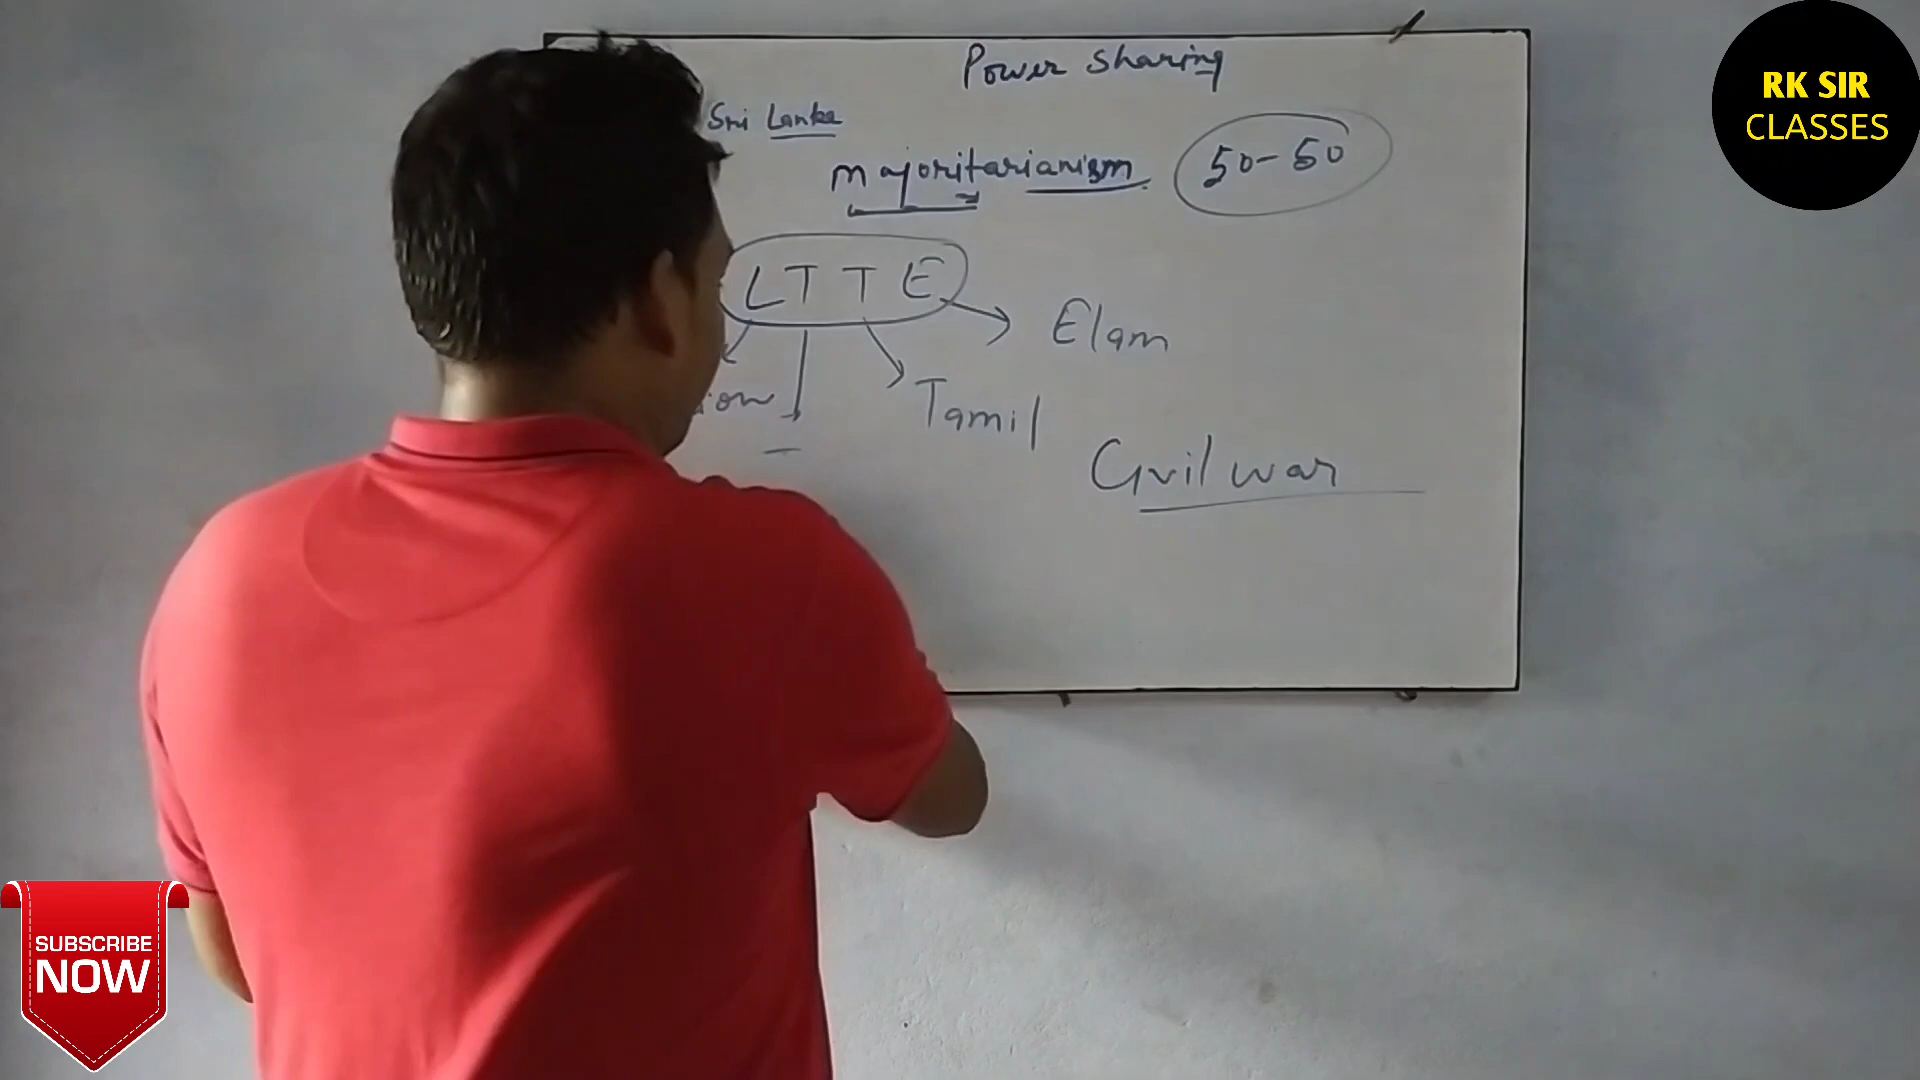 Power Sharing
RK SIR
CLASSES
Sri Lanka
Majoritarianism
50-50
LTTE
Elam
Tamil
Civil war
SUBSCRIBE
NOW